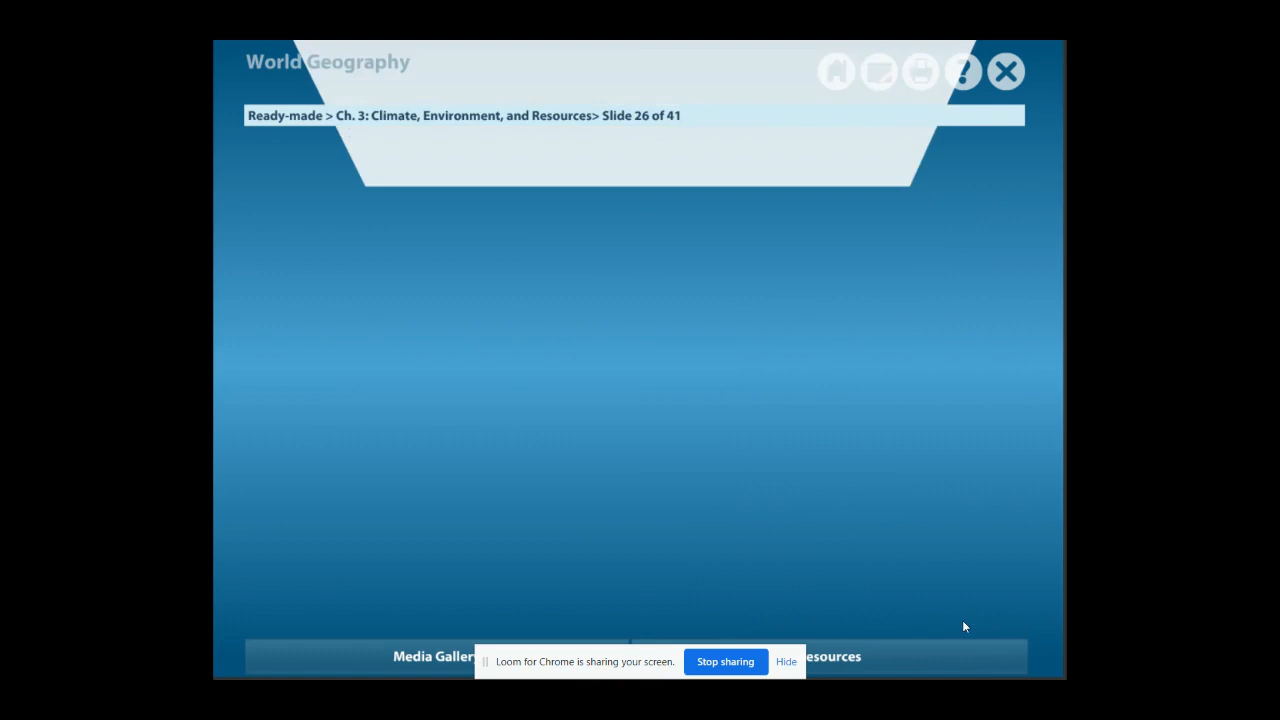 World Geography
Ready-made > Ch. 3: Climate, Environment, and Resources> Slide 26 of 41
Media Galler
esources
Loom for Chrome is sharing your screen. Stop sharing Hide